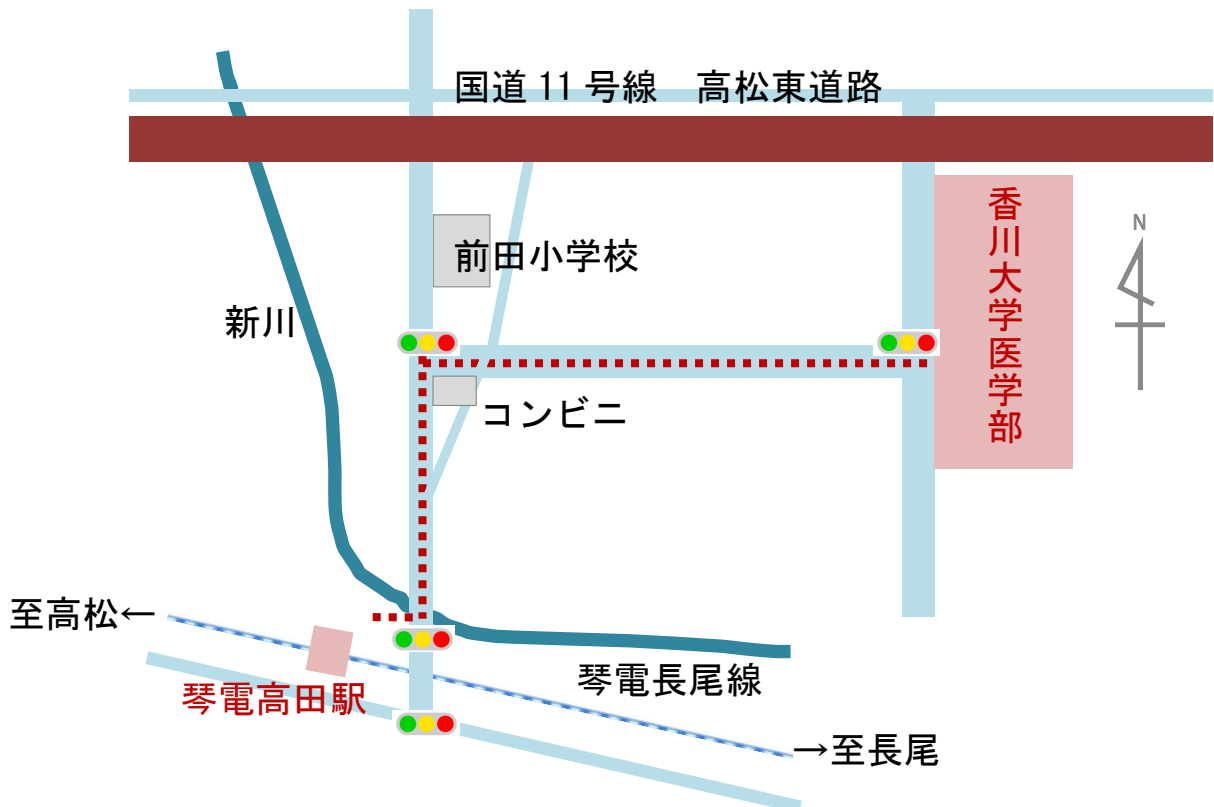 国道11号線　高松東道路
香川大学医学部
N
前田小学校
新川
コンビニ
至高松←
琴電長尾線
琴電高田駅
→至長尾